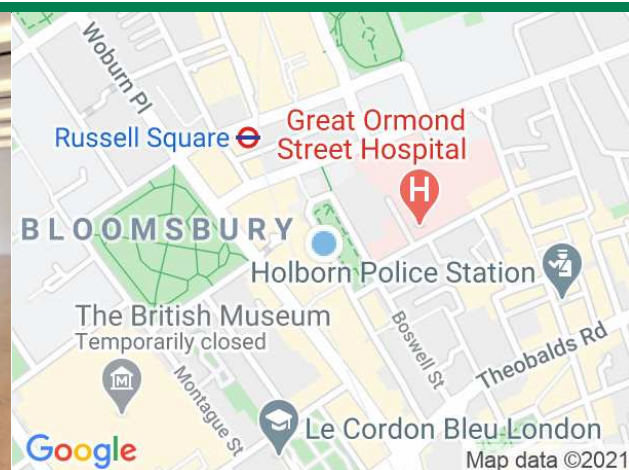 Woburn Pl
Russell Square
Great Ormond
Street Hospital
H
BLOOMSBURY
Holborn Police Station
The British Museum
Temporarily closed
M
Boswell St
Theobalds Rd
Montague St
Le Cordon Bleu London
Google
Map data ©2021